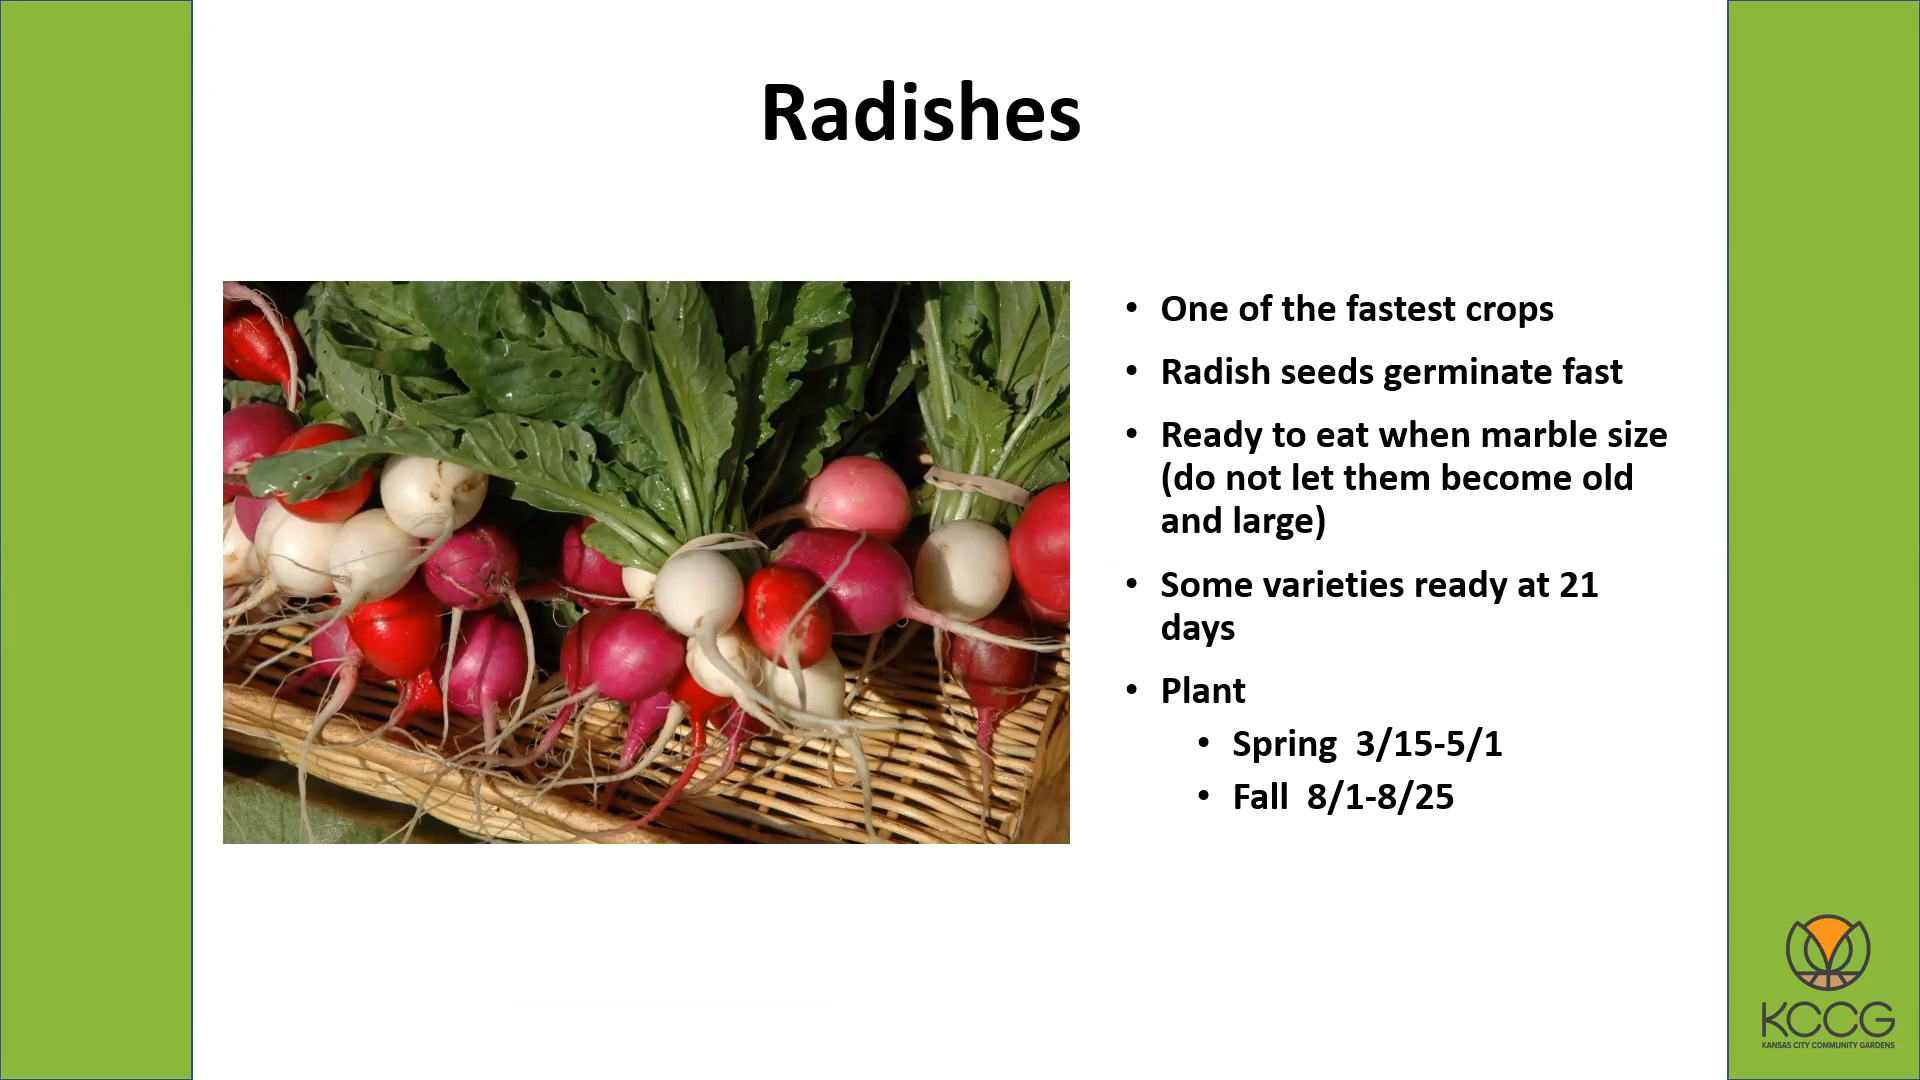 Radishes
• One of the fastest crops
• Radish seeds germinate fast
• Ready to eat when marble size
(do not let them become old
and large)
• Some varieties ready at 21
days
• Plant
• Spring  3/15-5/1
• Fall  8/1-8/25
KCCG
KANSAS CITY COMMUNITY GARDENS